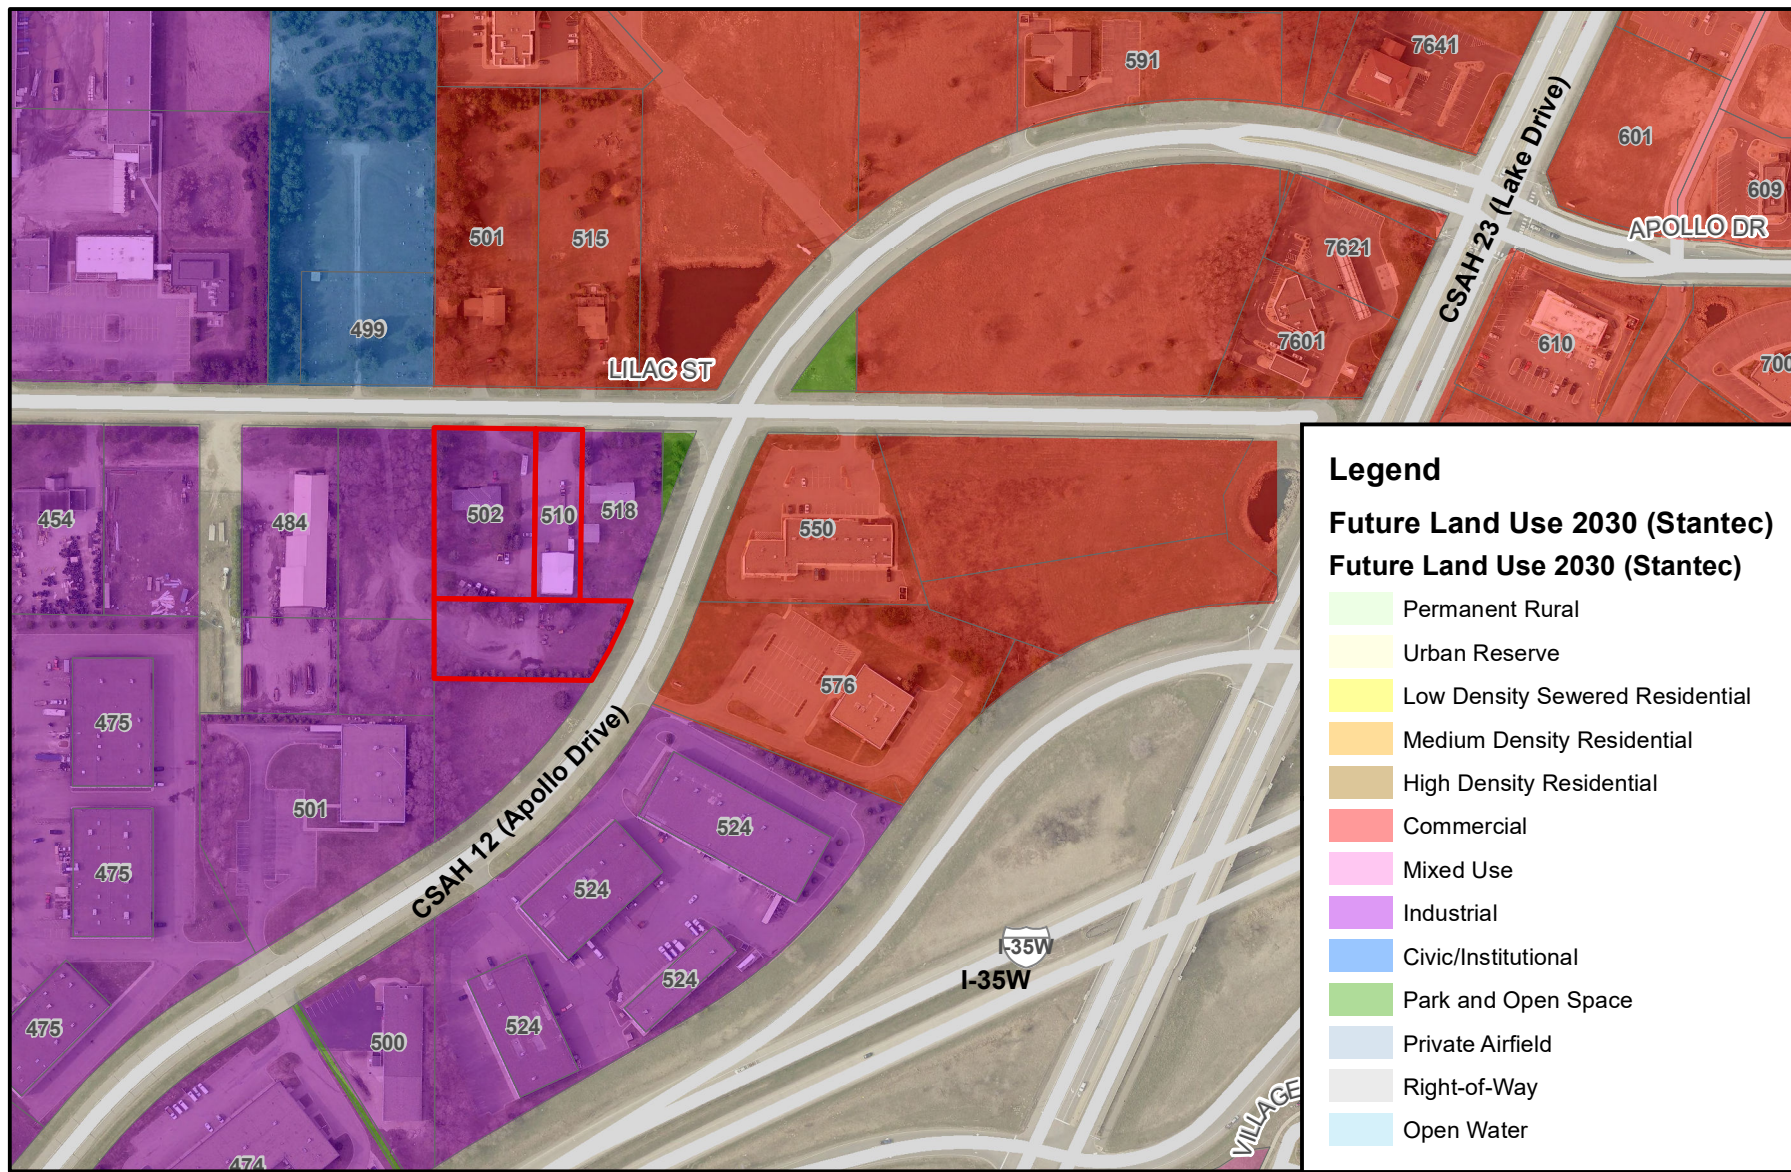 591
7641
601
609
501
515
7621
APOLLO DR
CSAH 23 (Lake Drive)
499
7601
610
700
LILAC ST
454
484
502
510
518
550
576
475
501
CSAH 12 (Apollo Drive)
524
475
524
524
I-35W
I-35W
475
500
524
474
VILLAGE
Legend
Future Land Use 2030 (Stantec)
Future Land Use 2030 (Stantec)
Permanent Rural
Urban Reserve
Low Density Sewered Residential
Medium Density Residential
High Density Residential
Commercial
Mixed Use
Industrial
Civic/Institutional
Park and Open Space
Private Airfield
Right-of-Way
Open Water